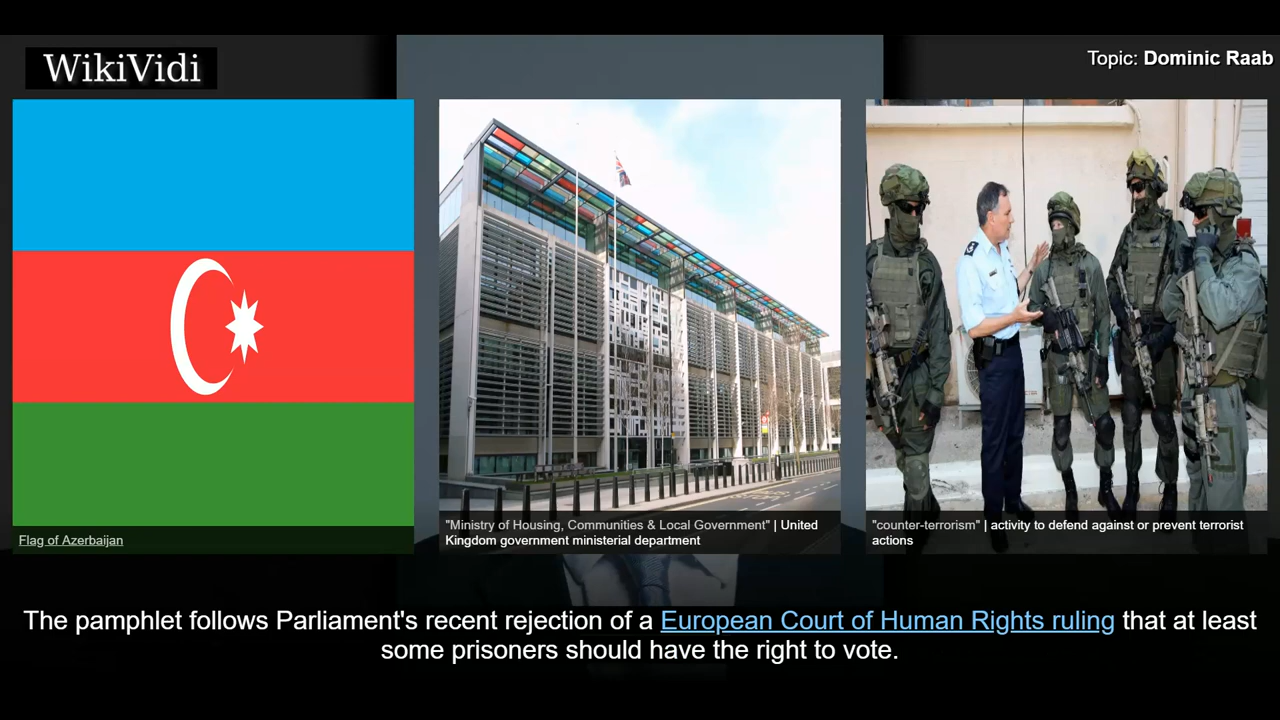 WikiVidi
Topic: Dominic Raab
Flag of Azerbaijan
"Ministry of Housing, Communities & Local Government" | United
Kingdom government ministerial department
"counter-terrorism" | activity to defend against or prevent terrorist
actions
The pamphlet follows Parliament's recent rejection of a European Court of Human Rights ruling that at least
some prisoners should have the right to vote.